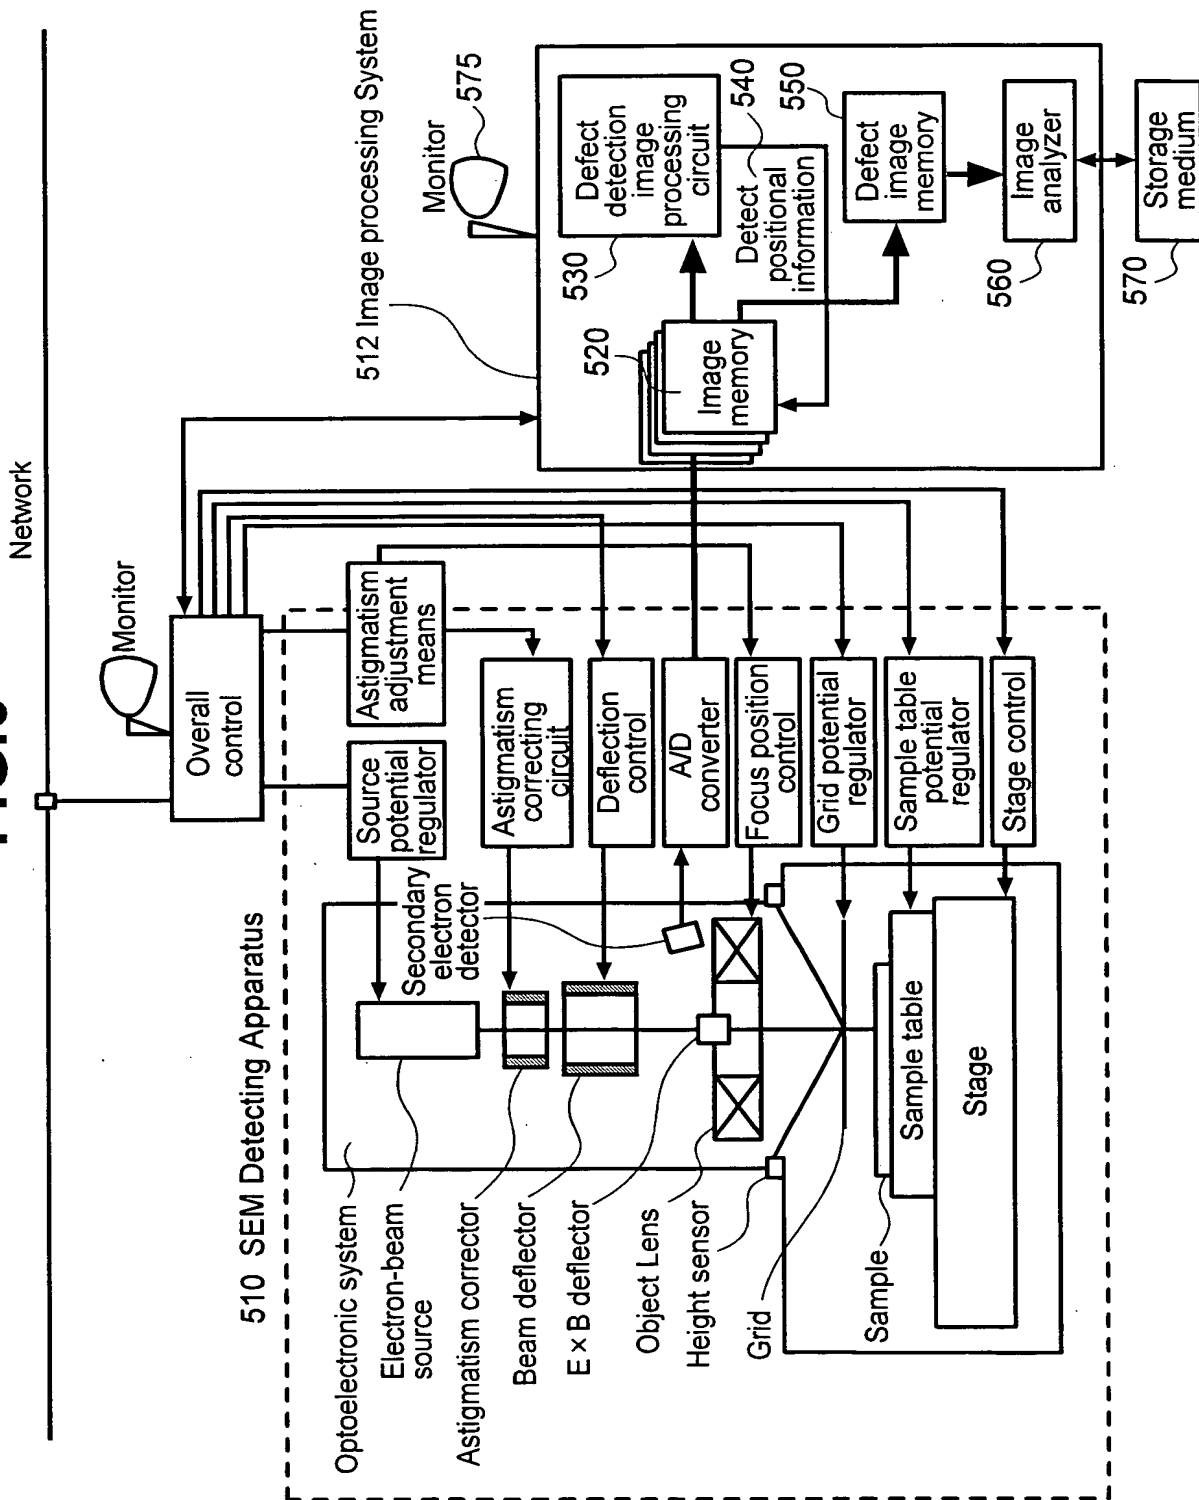 Network
Monitor
Overall
control
510 SEM Detecting Apparatus
Optoelectronic system
Electron-beam
source
Astigmatism corrector
Beam deflector
E × B deflector
Object Lens
Height sensor
Grid
Sample
Sample table
Stage
Secondary
electron
detector
Source
potential
regulator
Astigmatism
adjustment
means
Astigmatism
correcting
circuit
Deflection
control
A/D
converter
Focus position
control
Grid potential
regulator
Sample table
potential
regulator
Stage control
512 Image processing System
Monitor
575
520
Image
memory
530
Defect
detection
image
processing
circuit
Detect
positional
information
540
550
Defect
image
memory
560
Image
analyzer
570
Storage
medium